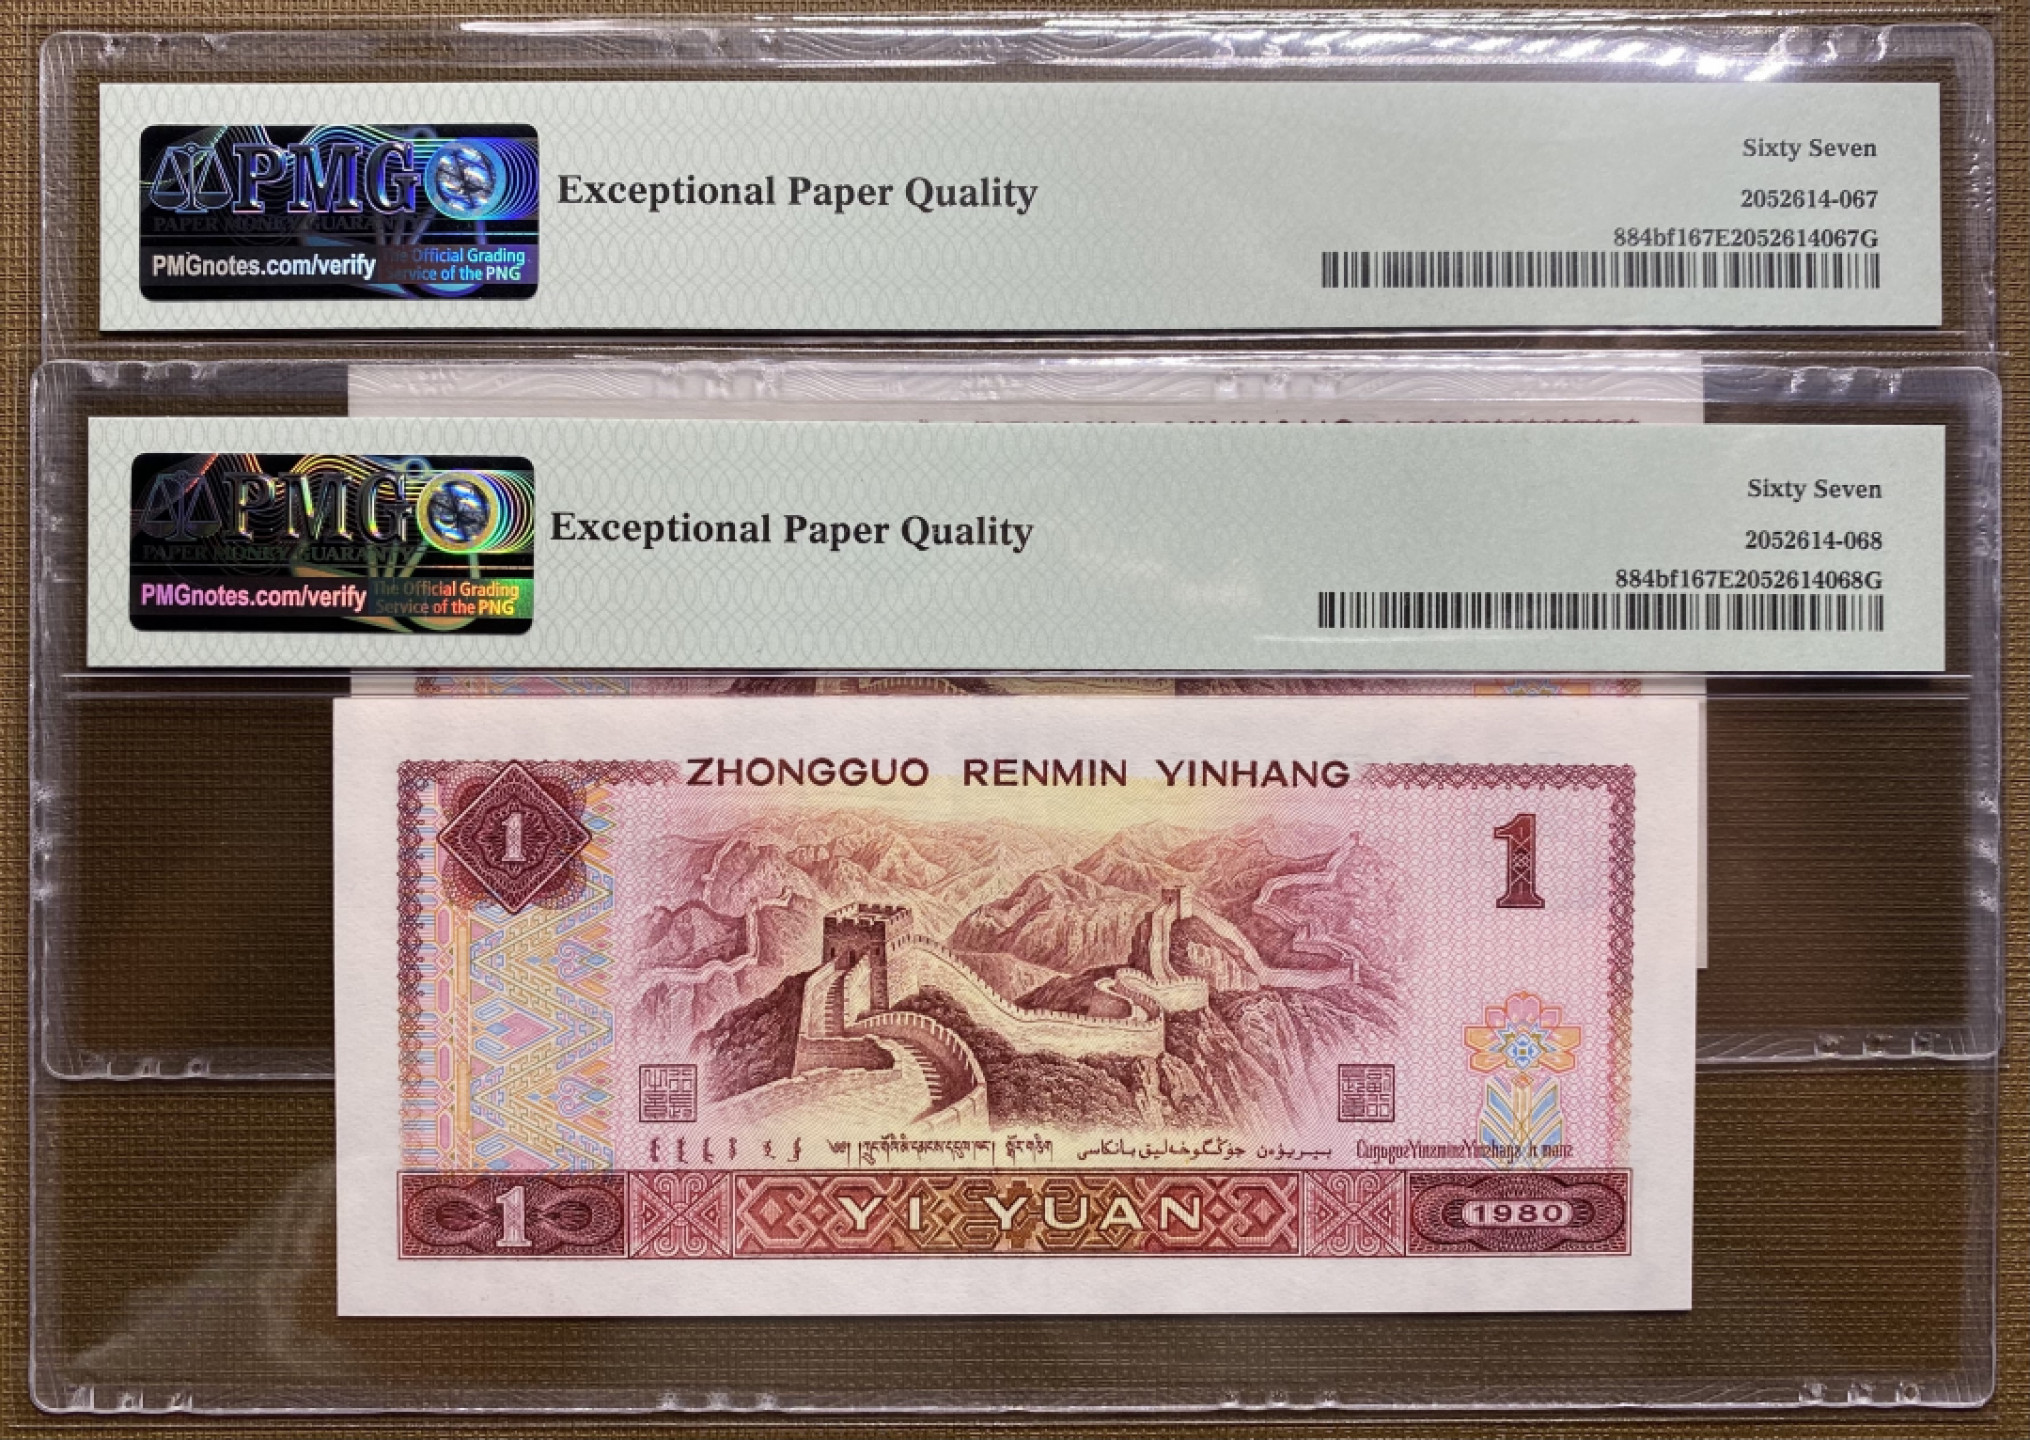 PMG
PAPER MONEY GUARANTY
PMGnotes.com/verify
The Official Grading
Service of the PNG
Exceptional Paper Quality
Sixty Seven
2052614-067
884bf167E2052614067G
PMG
PAPER MONEY GUARANTY
PMGnotes.com/verify
The Official Grading
Service of the PNG
Exceptional Paper Quality
Sixty Seven
2052614-068
884bf167E2052614068G
ZHONGGUO RENMIN YINHANG
1
1
1
YI YUAN
1980